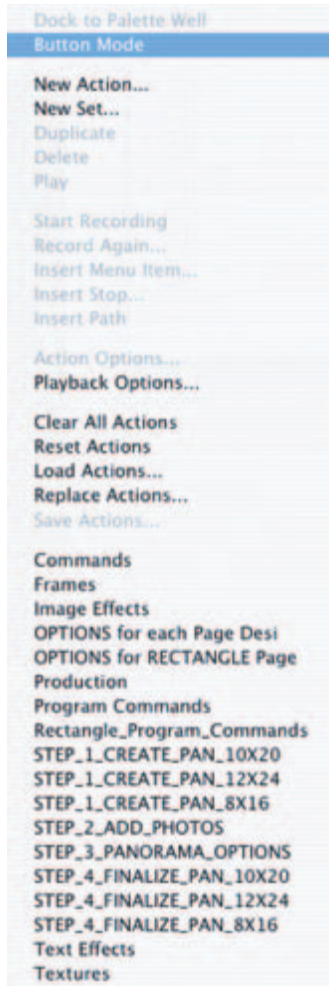 Dock to Palette Well
Button Mode
New Action...
New Set...
Duplicate
Delete
Play
Start Recording
Record Again...
Insert Menu Item...
Insert Stop...
Insert Path
Action Options...
Playback Options...
Clear All Actions
Reset Actions
Load Actions...
Replace Actions...
Save Actions...
Commands
Frames
Image Effects
OPTIONS for each Page Desi
OPTIONS for RECTANGLE Page
Production
Program Commands
Rectangle_Program_Commands
STEP_1_CREATE_PAN_10X20
STEP_1_CREATE_PAN_12X24
STEP_1_CREATE_PAN_8X16
STEP_2_ADD_PHOTOS
STEP_3_PANORAMA_OPTIONS
STEP_4_FINALIZE_PAN_10X20
STEP_4_FINALIZE_PAN_12X24
STEP_4_FINALIZE_PAN_8X16
Text Effects
Textures